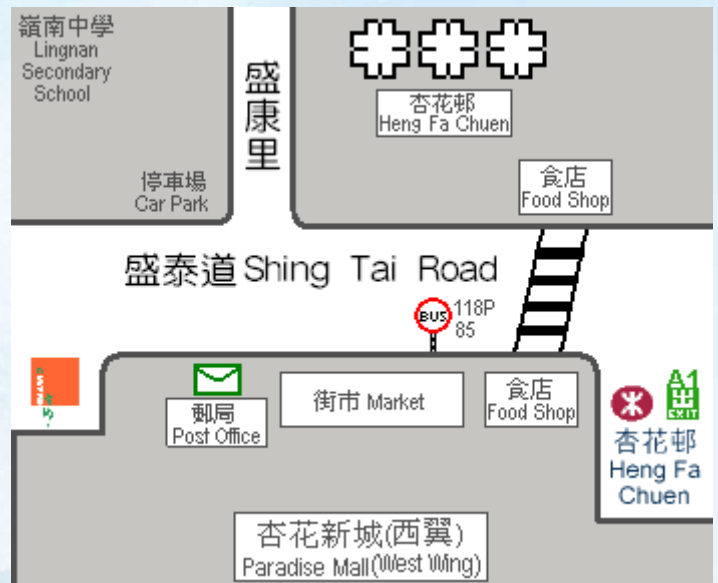 嶺南中學
Lingnan
Secondary
School
盛康里
杏花邨
Heng Fa Chuen
停車場
Car Park
食店
Food Shop
盛泰道 Shing Tai Road
BUS
118P
85
郵局
Post Office
街市 Market
食店
Food Shop
A1
出
EXIT
杏花邨
Heng Fa
Chuen
杏花新城(西翼)
Paradise Mall(West Wing)